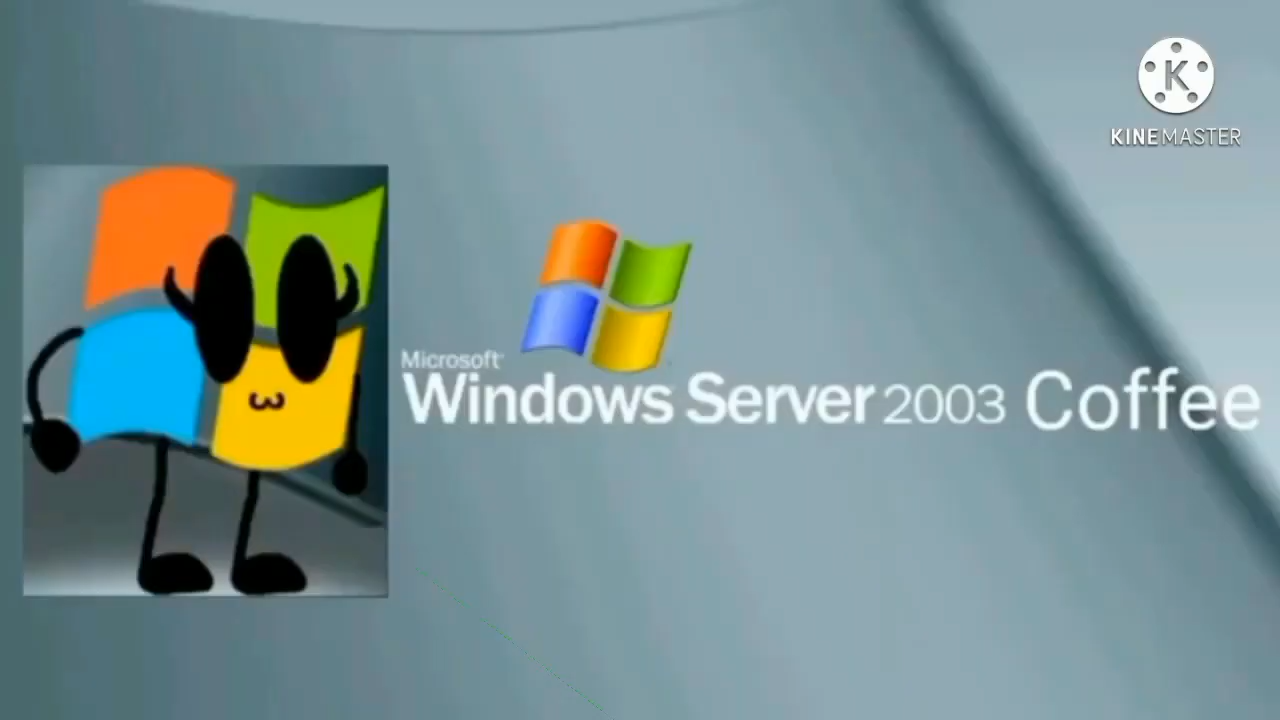 K
KINEMASTER
Microsoft
Windows Server 2003 Coffee
ω